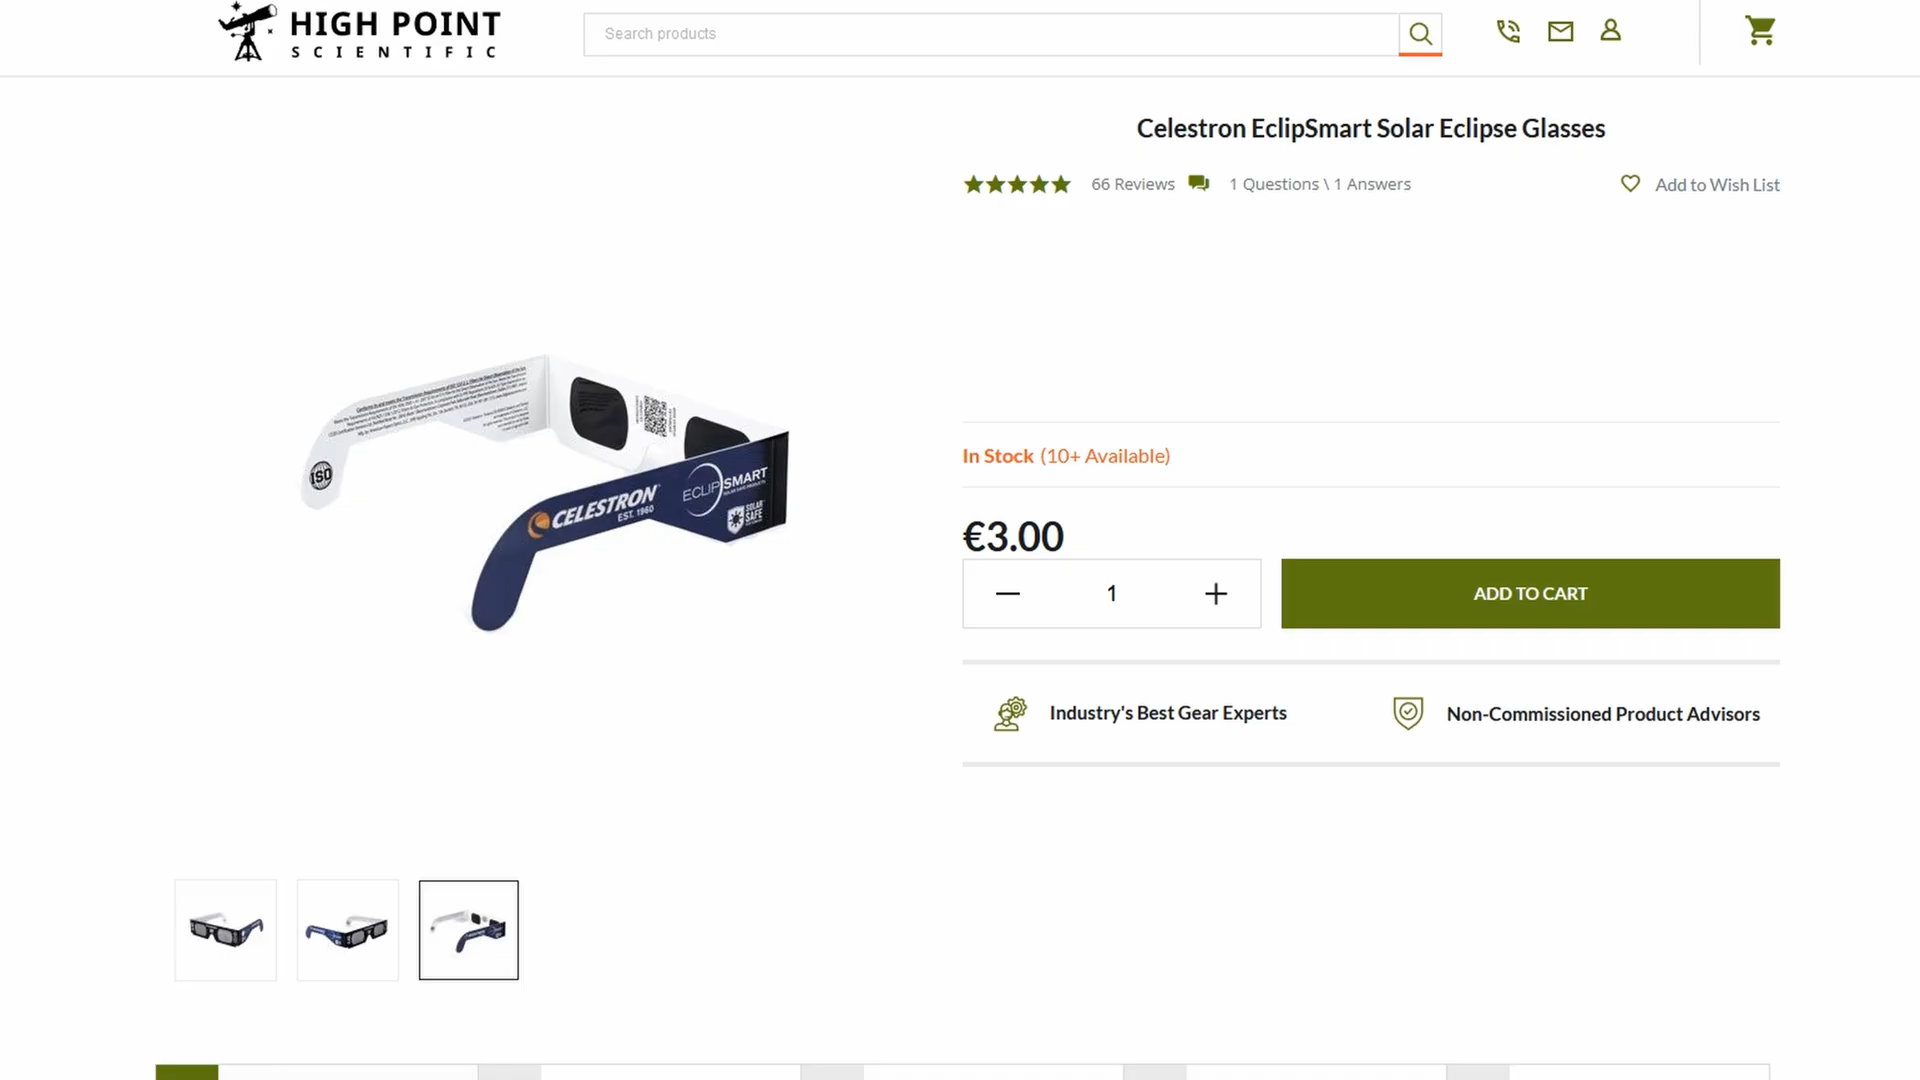 HIGH POINT
SCIENTIFIC
Search products
Celestron EclipSmart Solar Eclipse Glasses
66 Reviews
1 Questions \ 1 Answers
Add to Wish List
ISO
CELESTRON
EST. 1960
ECLIPSMART
SOLAR SAFE
In Stock (10+ Available)
€3.00
1
ADD TO CART
Industry's Best Gear Experts
Non-Commissioned Product Advisors